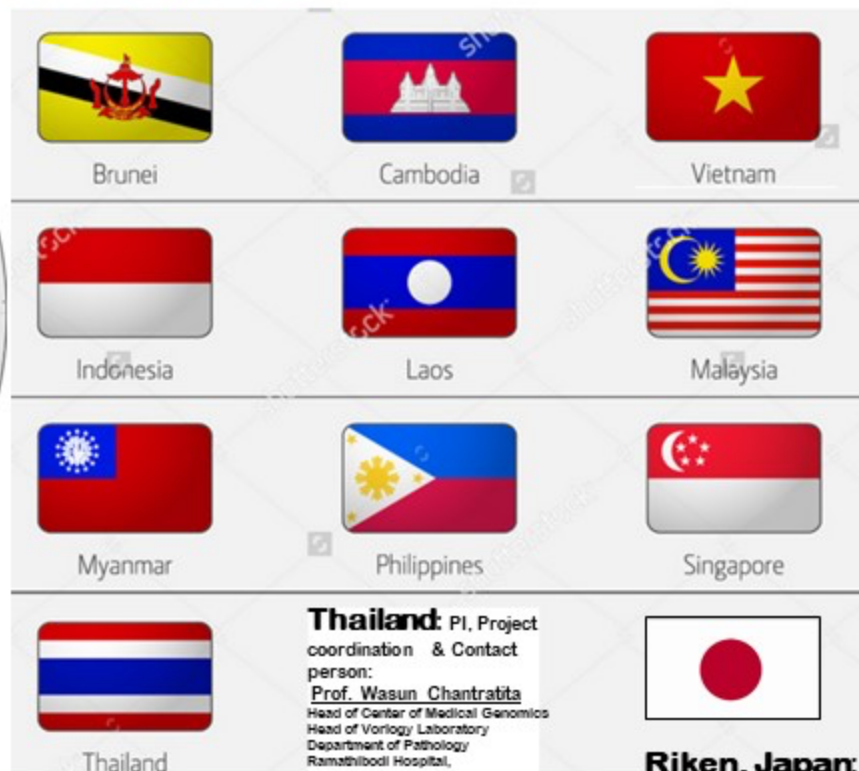 Brunei
Cambodia
Vietnam
Indonesia
Laos
Malaysia
Myanmar
Philippines
Singapore
Thailand
Thailand: PI, Project
coordination & Contact
person:
Prof. Wasun Chantratita
Head of Center of Medical Genomics
Head of Vorlogy Laboratory
Department of Pathology
Ramathibodi Hospital,
Riken, Japan: